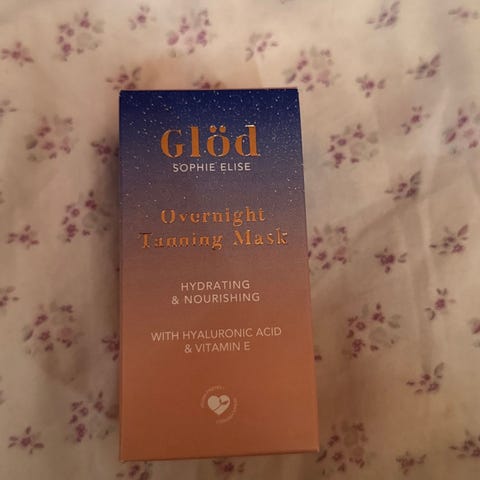 Glöd
SOPHIE ELISE
Overnight
Tanning Mask
HYDRATING
& NOURISHING
WITH HYALURONIC ACID
& VITAMIN E